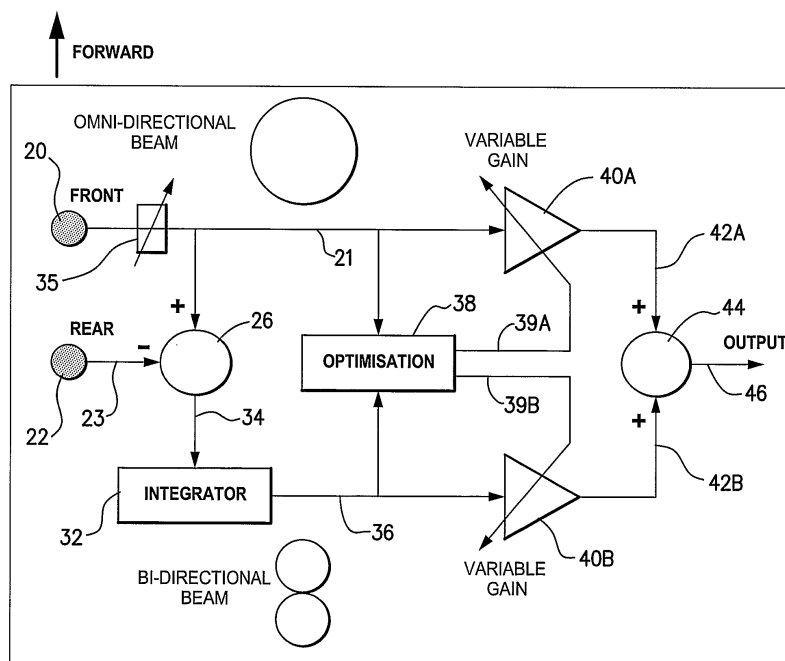 FORWARD
OMNI-DIRECTIONAL
BEAM
VARIABLE
GAIN
20
FRONT
40A
35
21
42A
+
REAR
-
26
38
39A
OPTIMISATION
39B
+
44
OUTPUT
46
22
23
34
+
32
INTEGRATOR
36
42B
40B
BI-DIRECTIONAL
BEAM
VARIABLE
GAIN